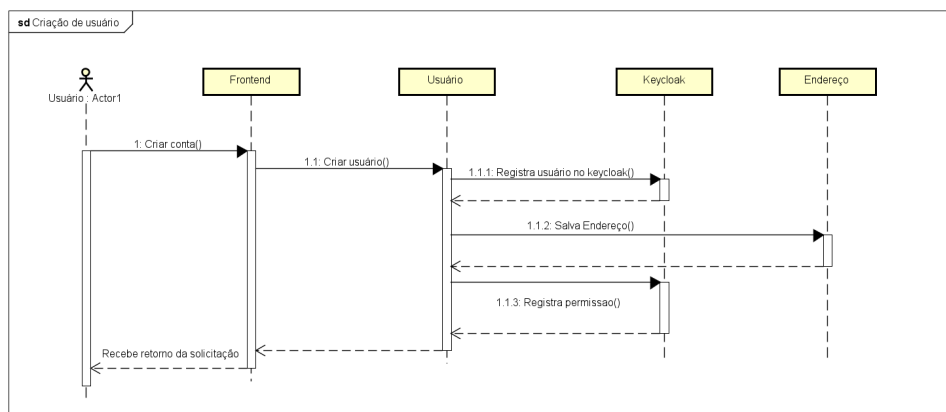 sd Criação de usuário
Usuário : Actor1
Frontend
Usuário
Keycloak
Endereço
1: Criar conta()
1.1: Criar usuário()
1.1.1: Registra usuário no keycloak()
1.1.2: Salva Endereço()
1.1.3: Registra permissao()
Recebe retorno da solicitação